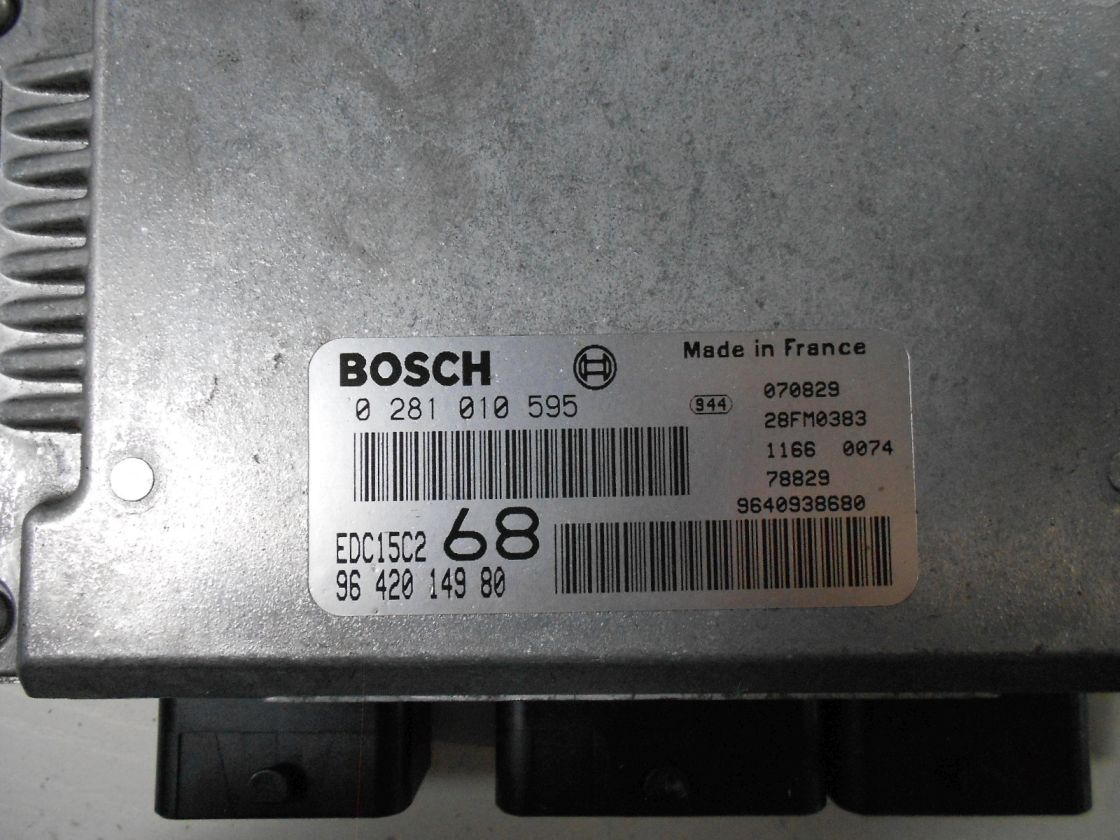 BOSCH
Made in France
0 281 010 595
944
070829
28FM0383
1166 0074
78829
9640938680
EDC15C2 68
96 420 149 80